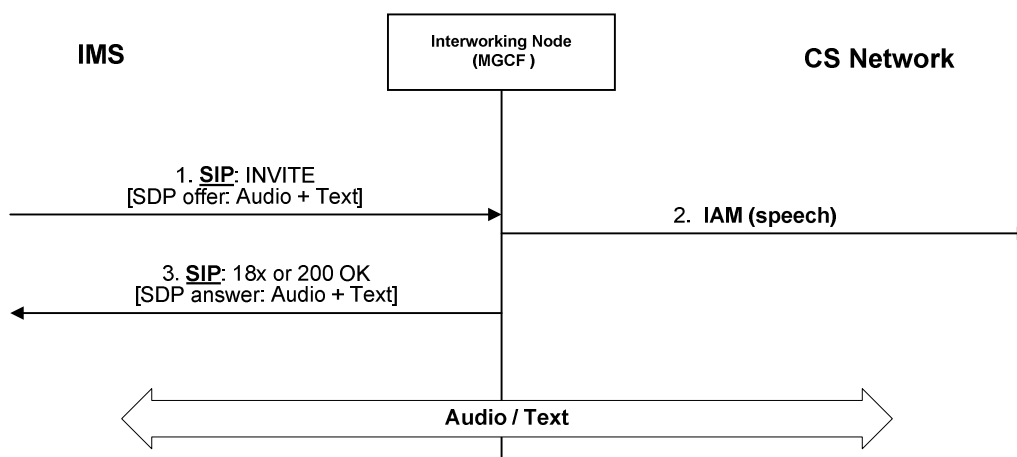 IMS
Interworking Node
(MGCF )
CS Network
1. SIP: INVITE
[SDP offer: Audio + Text]
2. IAM (speech)
3. SIP: 18x or 200 OK
[SDP answer: Audio + Text]
Audio / Text